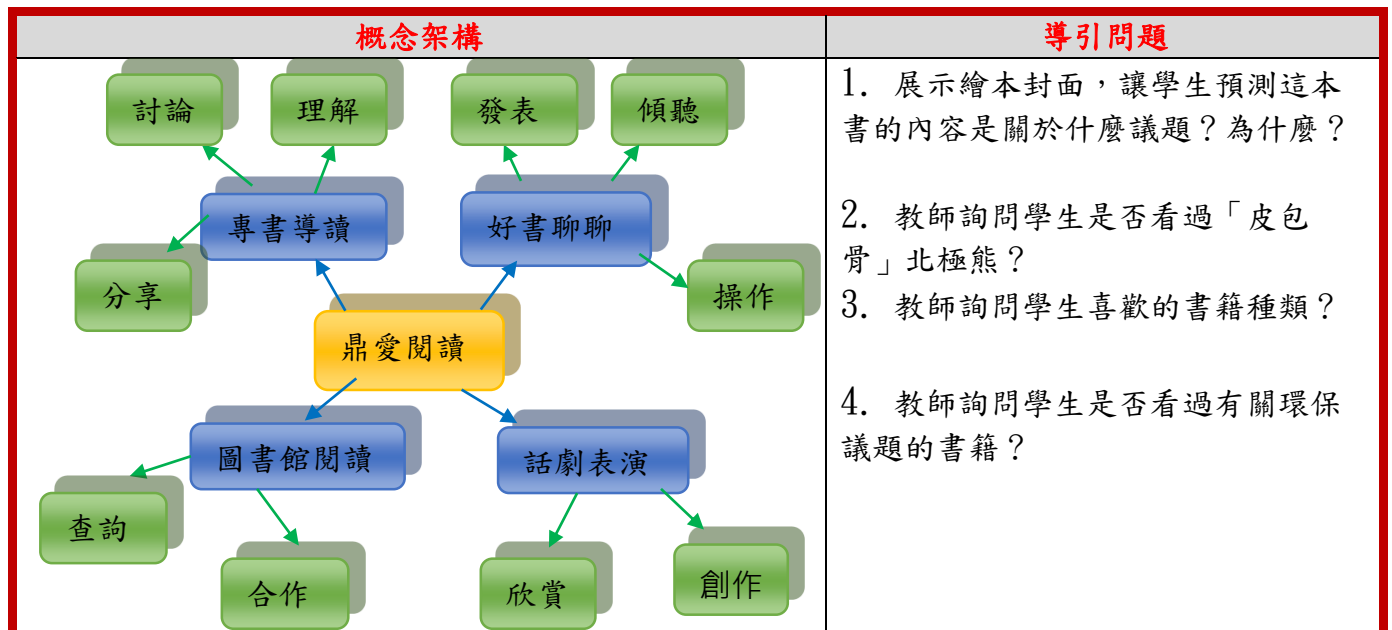 概念架構
導引問題
討論
理解
發表
傾聽
專書導讀
好書聊聊
分享
操作
鼎愛閱讀
圖書館閱讀
話劇表演
查詢
合作
欣賞
創作
1. 展示繪本封面，讓學生預測這本
書的內容是關於什麼議題？為什麼？
2. 教師詢問學生是否看過「皮包
骨」北極熊？
3. 教師詢問學生喜歡的書籍種類？
4. 教師詢問學生是否看過有關環保
議題的書籍？